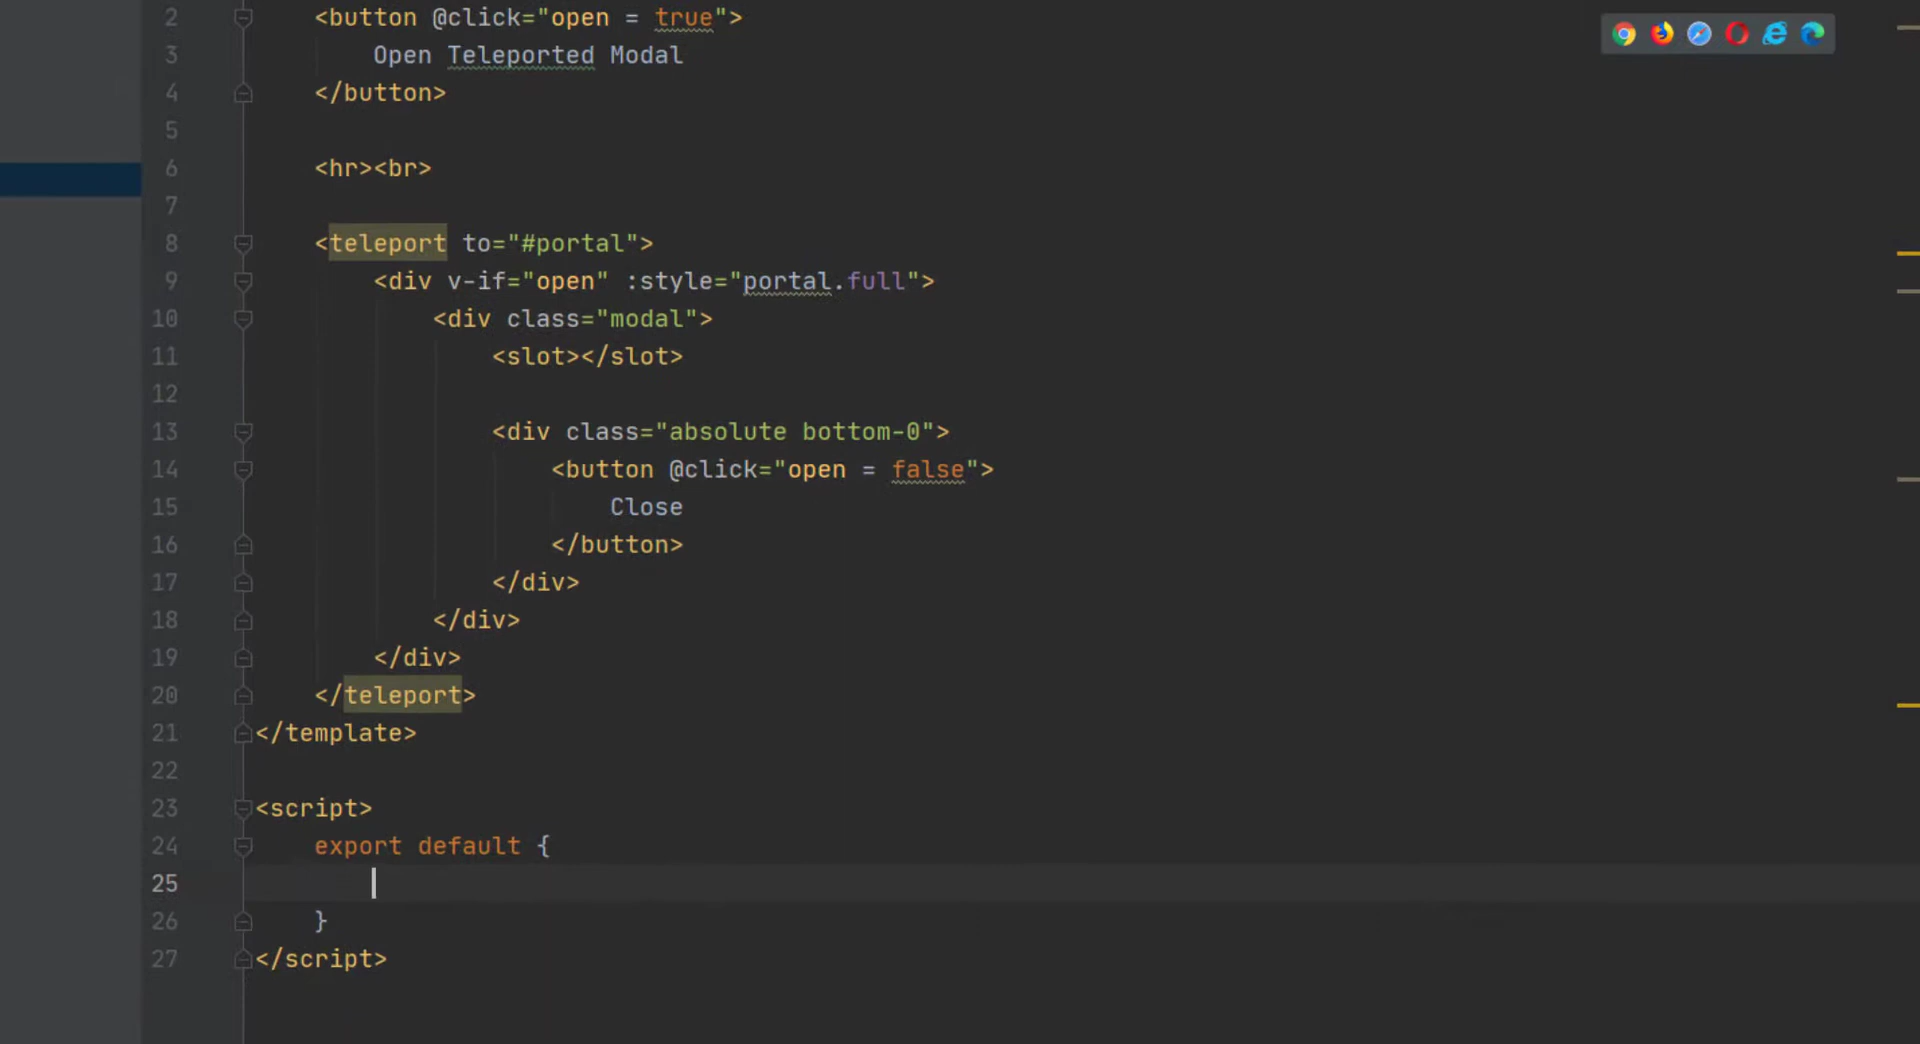 2 <button @click="open = true">
3 Open Teleported Modal
4 </button>
5
6 <hr><br>
7
8 <teleport to="#portal">
9 <div v-if="open" :style="portal.full">
10 <div class="modal">
11 <slot></slot>
12
13 <div class="absolute bottom-0">
14 <button @click="open = false">
15 Close
16 </button>
17 </div>
18 </div>
19 </div>
20 </teleport>
21 </template>
22
23 <script>
24 export default {
25
26 }
27 </script>